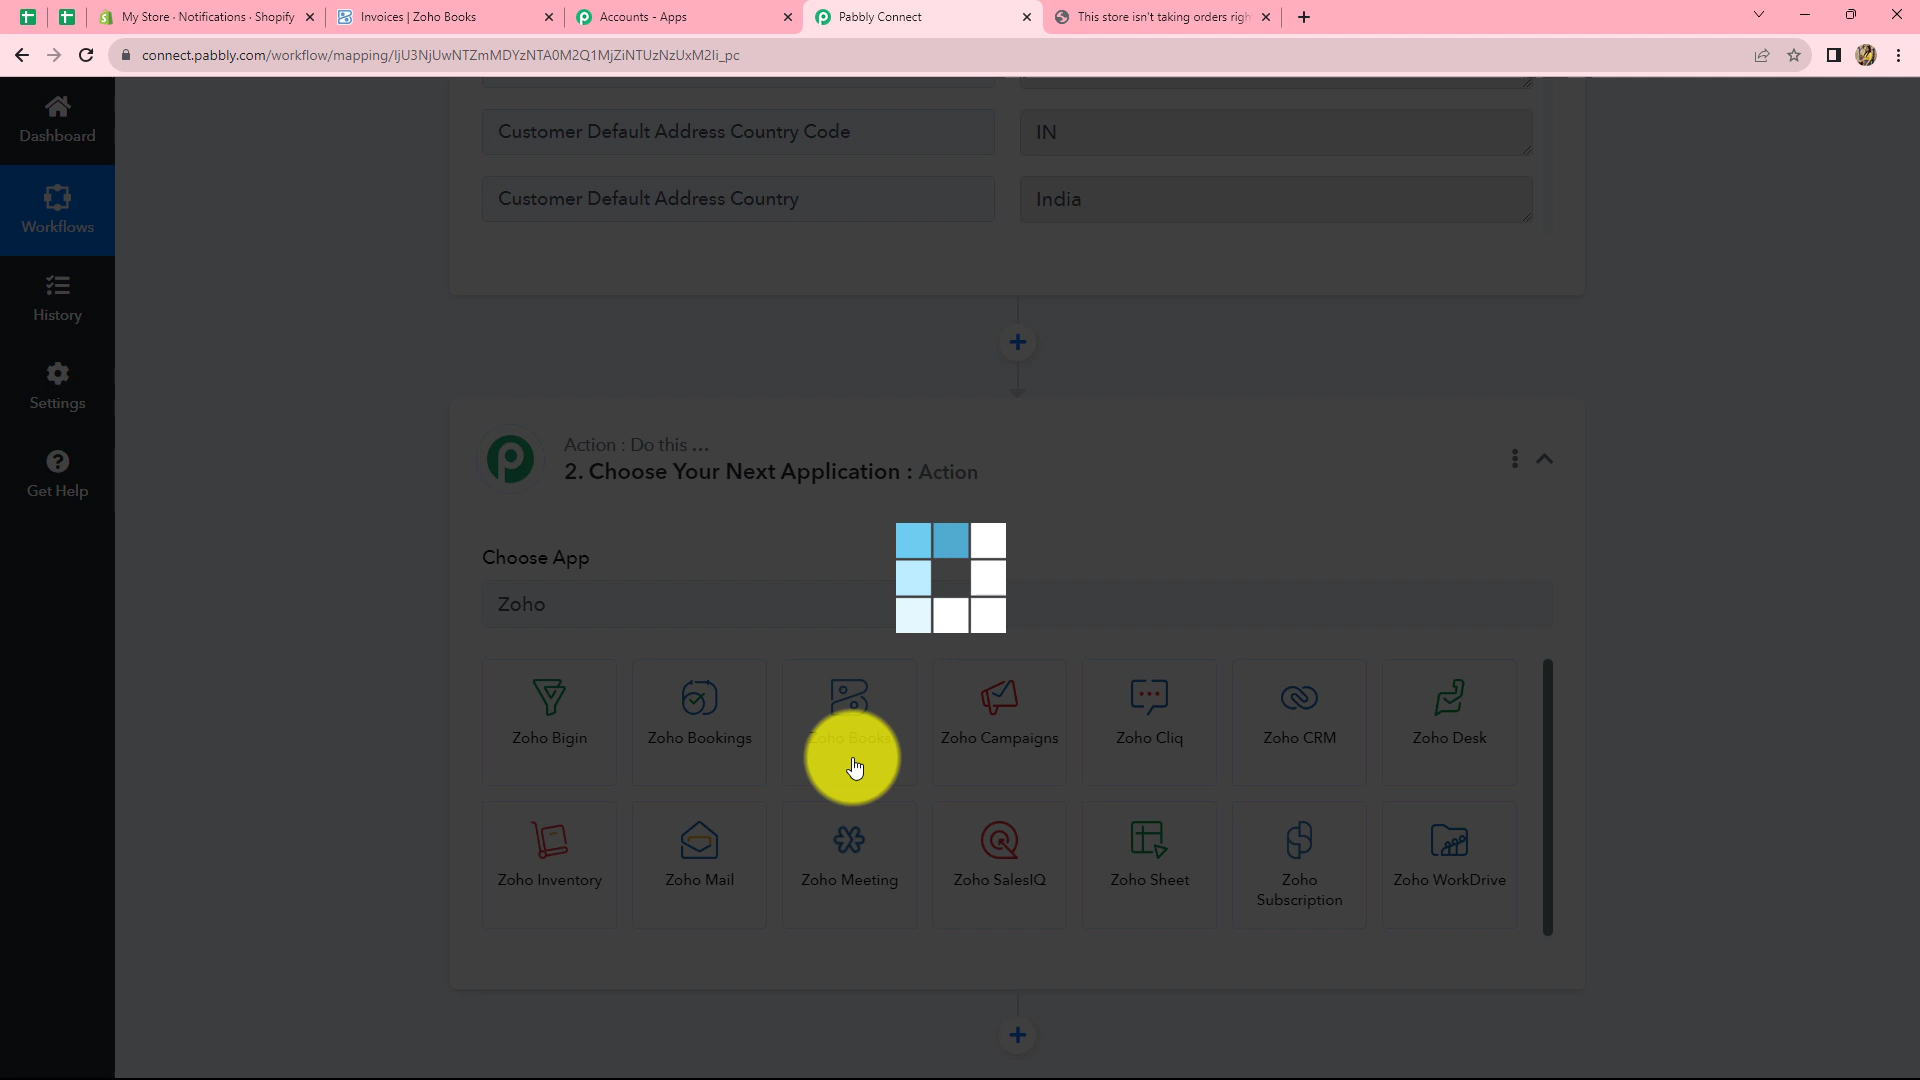 My Store · Notifications · Shopify
Invoices | Zoho Books
Accounts - Apps
Pabbly Connect
This store isn't taking orders righ
connect.pabbly.com/workflow/mapping/IjU3NjUwNTZmMDYzNTA0M2Q1MjZiNTUzNzUxM2Ii_pc
Dashboard
Workflows
History
Settings
Get Help
Customer Default Address Country Code
IN
Customer Default Address Country
India
Action : Do this ...
2. Choose Your Next Application : Action
Choose App
Zoho
Zoho Bigin
Zoho Bookings
Zoho Books
Zoho Campaigns
Zoho Cliq
Zoho CRM
Zoho Desk
Zoho Inventory
Zoho Mail
Zoho Meeting
Zoho SalesIQ
Zoho Sheet
Zoho
Subscription
Zoho WorkDrive